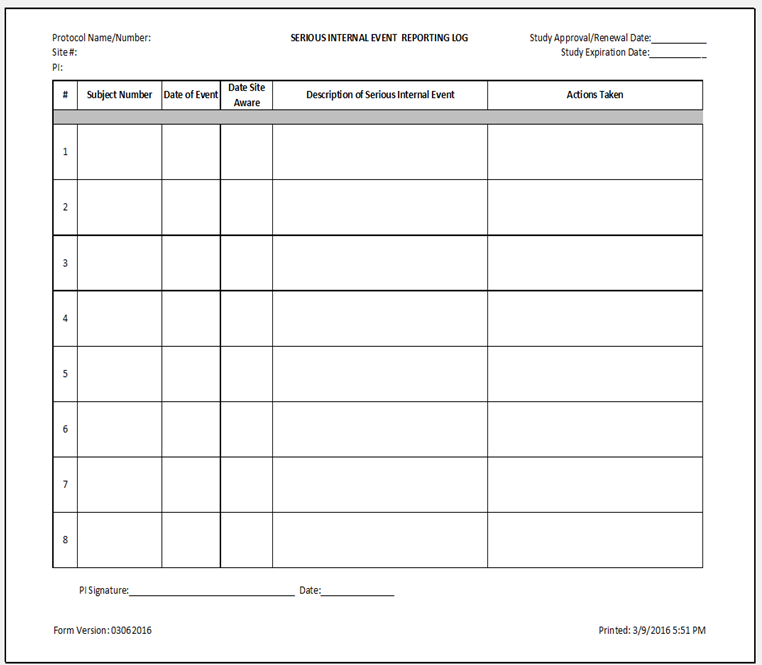 Protocol Name/Number: SERIOUS INTERNAL EVENT REPORTING LOG Study Approval/Renewal Date:___________
Site #: Study Expiration Date:___________
PI:
# Subject Number Date of Event Date Site Aware Description of Serious Internal Event Actions Taken
1
2
3
4
5
6
7
8
PI Signature:_________________________________ Date:_______________
Form Version: 03062016 Printed: 3/9/2016 5:51 PM